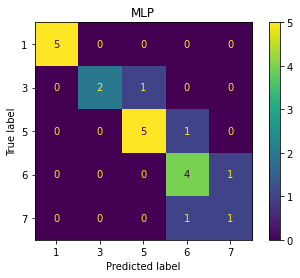 MLP
1 5 0 0 0 0 5
3 0 2 1 0 0 4
5 0 0 5 1 0 3
6 0 0 0 4 1 2
7 0 0 0 1 1 1
0
1 3 5 6 7
True label
Predicted label